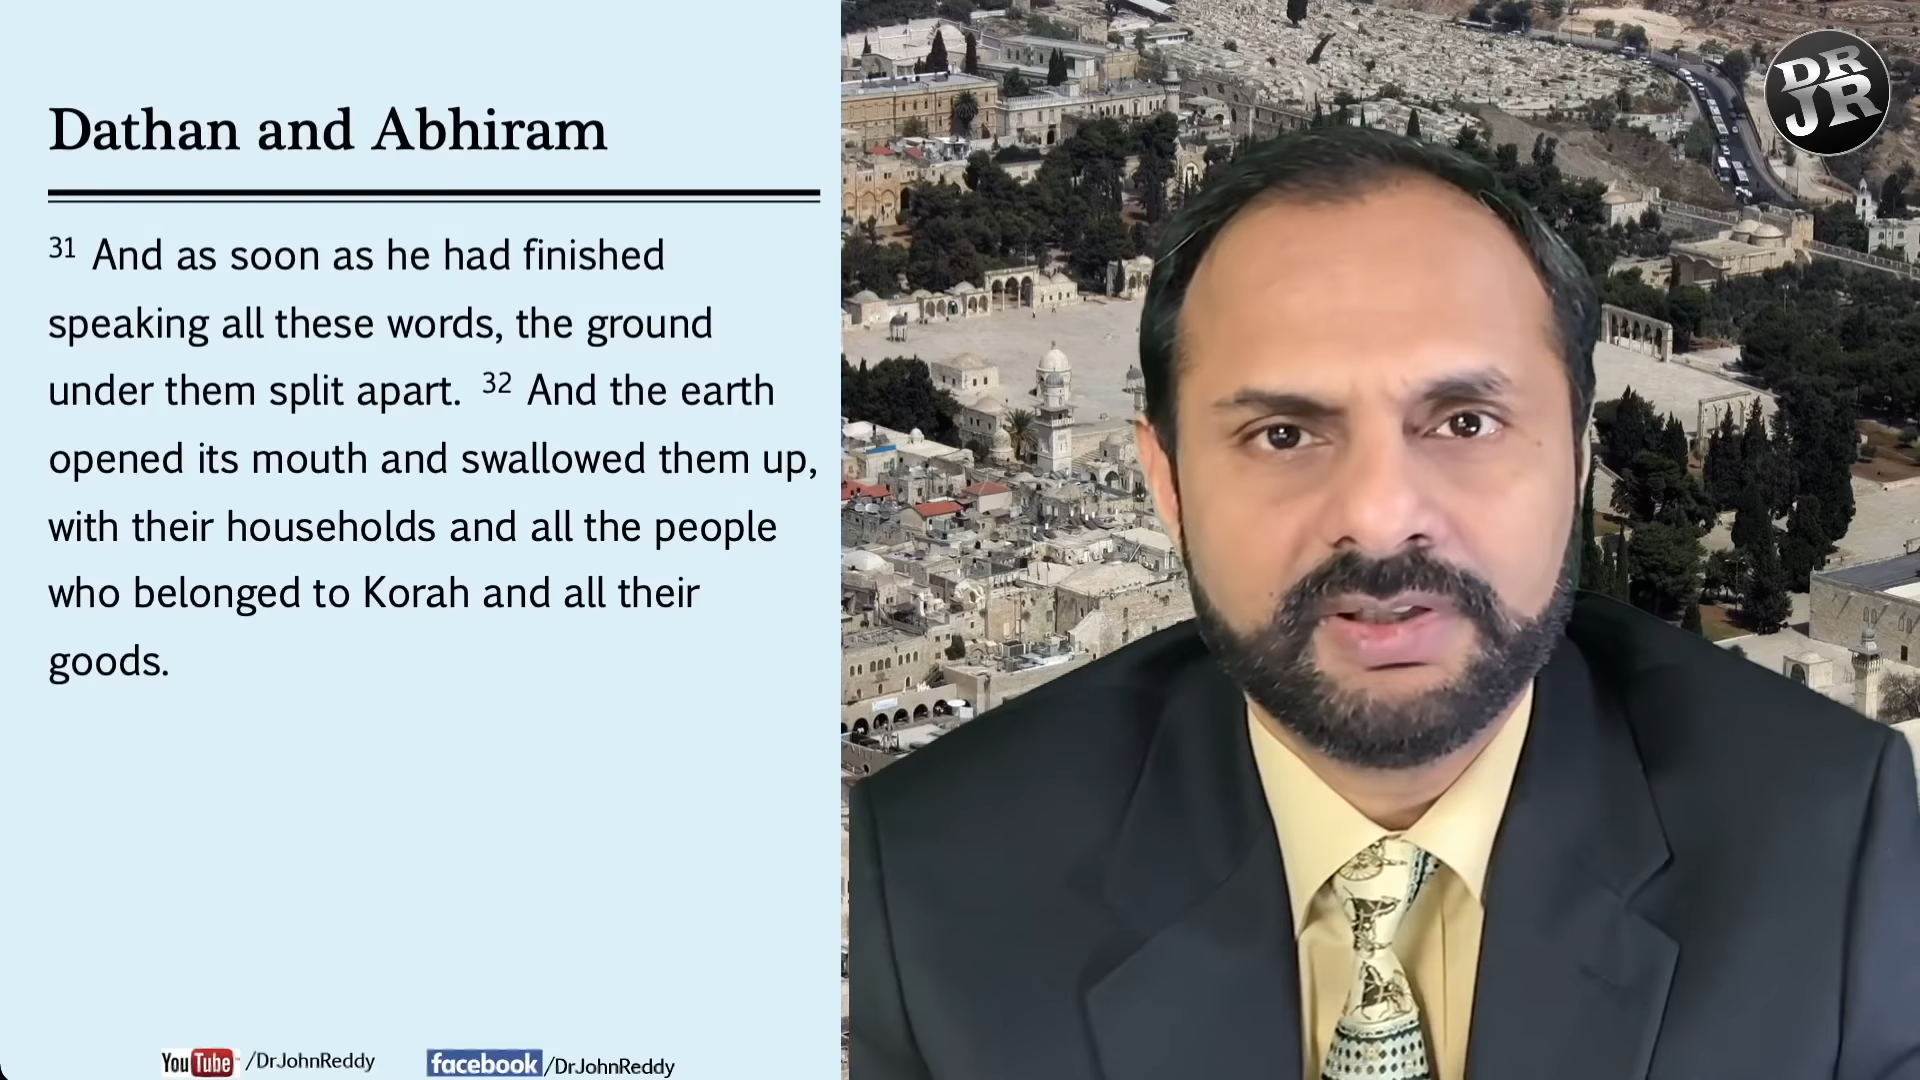 Dathan and Abhiram
31 And as soon as he had finished
speaking all these words, the ground
under them split apart. 32 And the earth
opened its mouth and swallowed them up,
with their households and all the people
who belonged to Korah and all their
goods.
YouTube /DrJohnReddy
facebook /DrJohnReddy
DR
JR